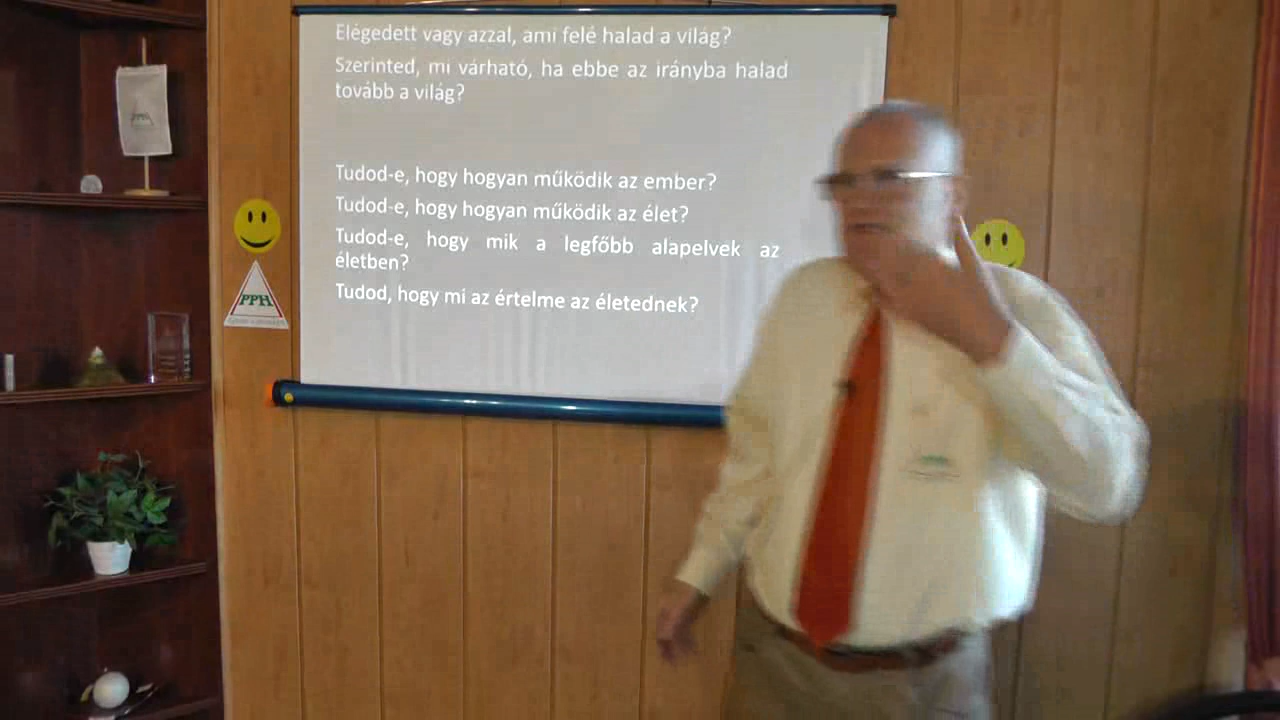 Elégedett vagy azzal, ami felé halad a világ?
Szerinted, mi várható, ha ebbe az irányba halad
tovább a világ?
Tudod-e, hogy hogyan működik az ember?
Tudod-e, hogy hogyan működik az élet?
Tudod-e, hogy mik a legfőbb alapelvek az
életben?
Tudod, hogy mi az értelme az életednek?
PPH
PPH
PPH